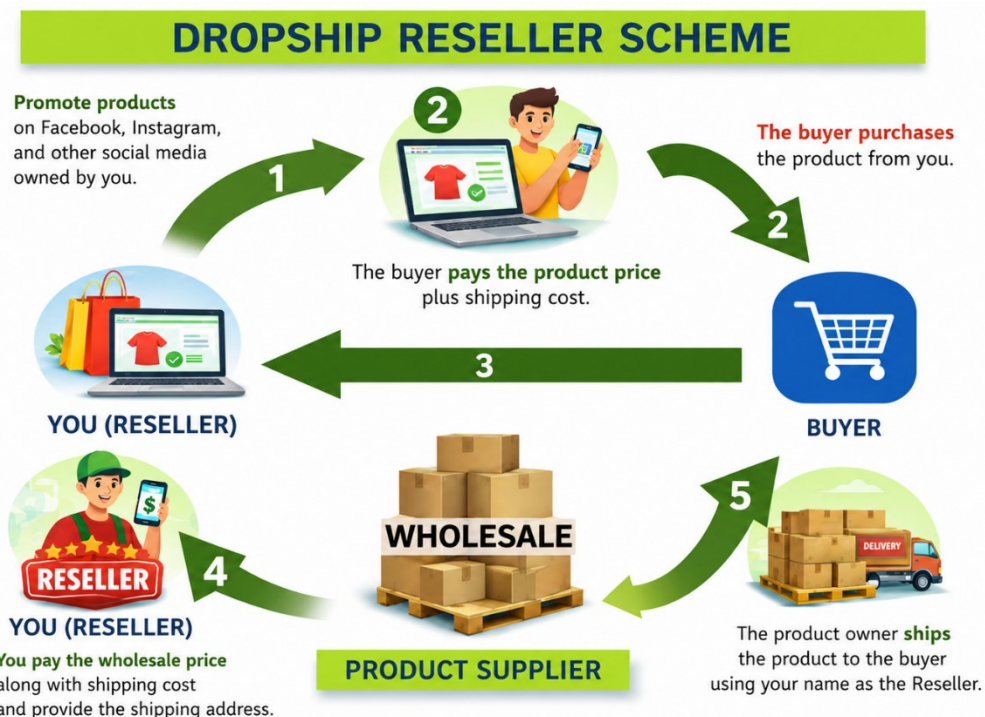 DROPSHIP RESELLER SCHEME
Promote products
on Facebook, Instagram,
and other social media
owned by you.
1
2
The buyer purchases
the product from you.
2
The buyer pays the product price
plus shipping cost.
3
YOU (RESELLER)
BUYER
$
RESELLER
4
WHOLESALE
5
DELIVERY
YOU (RESELLER)
You pay the wholesale price
along with shipping cost
and provide the shipping address.
PRODUCT SUPPLIER
The product owner ships
the product to the buyer
using your name as the Reseller.